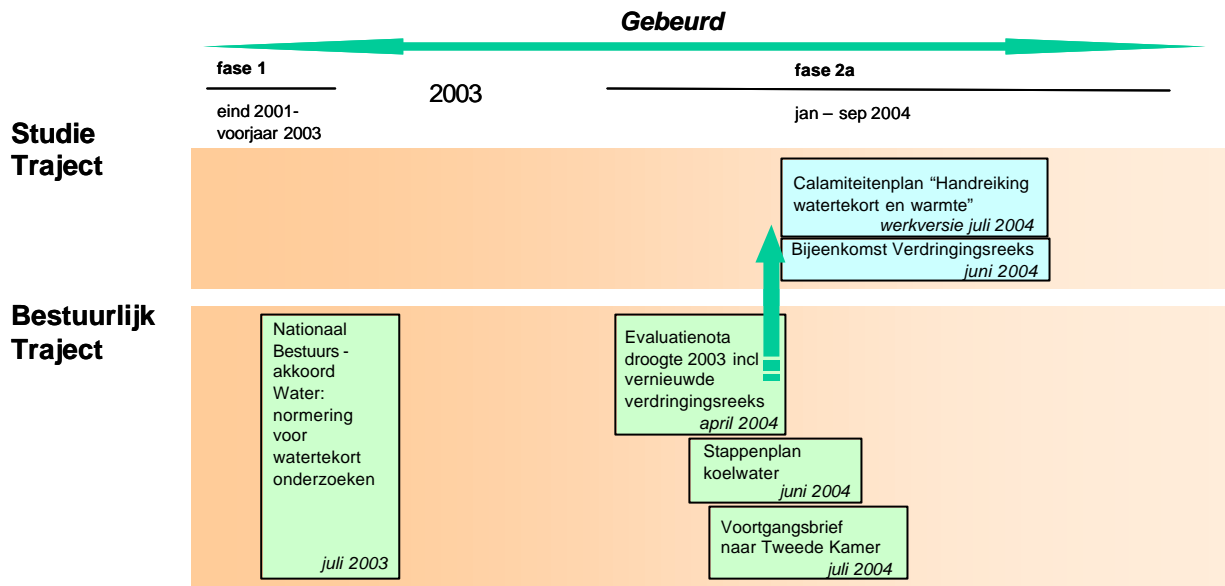 Gebeurd
fase 1
fase 2a
2003
eind 2001-
voorjaar 2003
jan – sep 2004
Studie
Traject
Calamiteitenplan “Handreiking
watertekort en warmte”
werkversie juli 2004
Bijeenkomst Verdringingsreeks
juni 2004
Bestuurlijk
Traject
Nationaal
Bestuurs -
akkoord
Water:
normering
voor
watertekort
onderzoeken
juli 2003
Evaluatienota
droogte 2003 incl
vernieuwde
verdringingsreeks
april 2004
Stappenplan
koelwater
juni 2004
Voortgangsbrief
naar Tweede Kamer
juli 2004